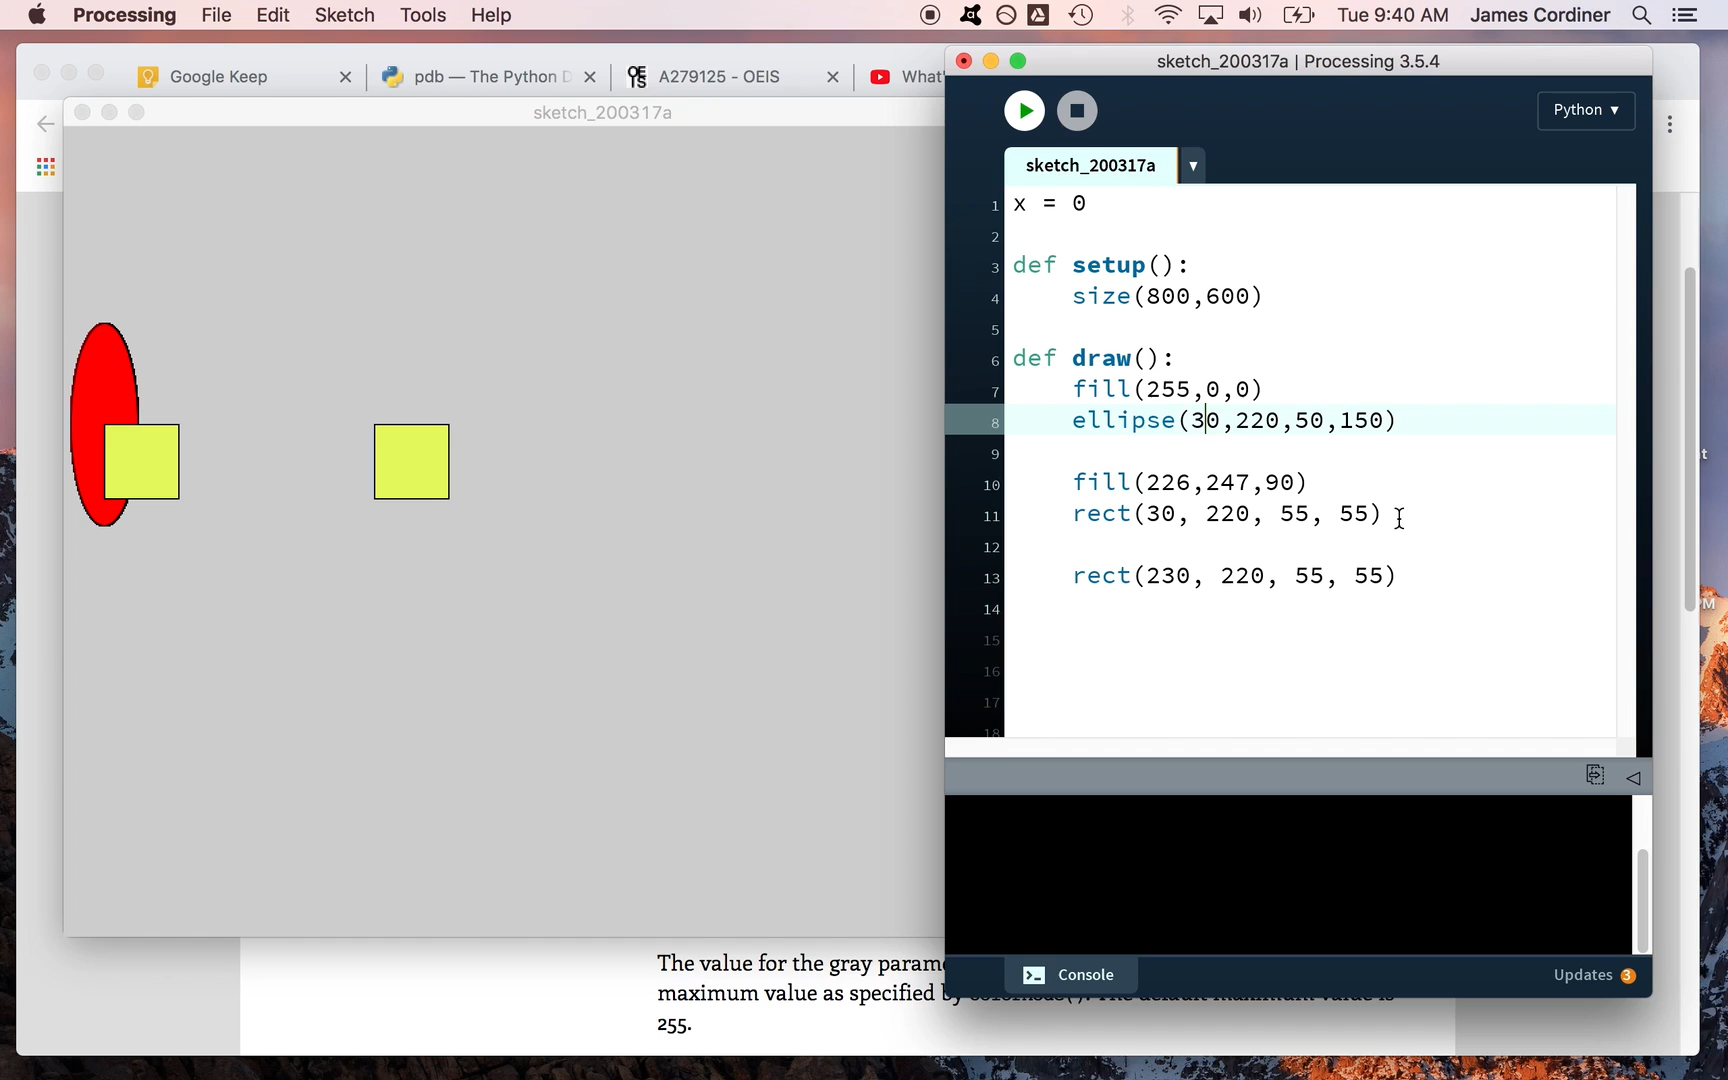 Processing File Edit Sketch Tools Help Tue 9:40 AM James Cordiner
Google Keep
pdb — The Python D
A279125 - OEIS
What'
sketch_200317a
sketch_200317a | Processing 3.5.4
Python ▾
sketch_200317a ▾
1 x = 0
2
3 def setup():
4 size(800,600)
5
6 def draw():
7 fill(255,0,0)
8 ellipse(30,220,50,150)
9
10 fill(226,247,90)
11 rect(30, 220, 55, 55)
12
13 rect(230, 220, 55, 55)
14
15
16
17
18
t
PM
The value for the gray parame
maximum value as specified by
255.
>_ Console
Updates 3